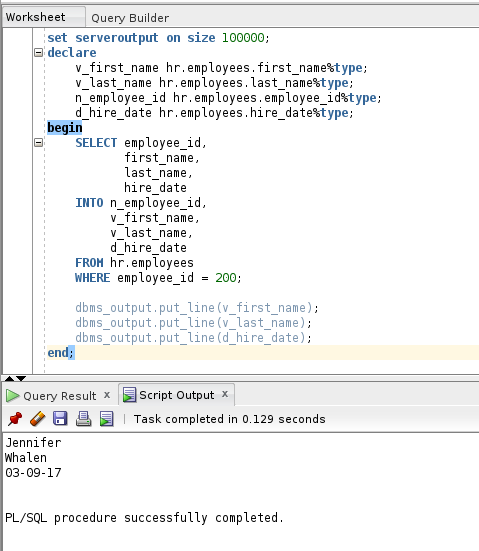 Worksheet Query Builder
set serveroutput on size 100000;
declare
    v_first_name hr.employees.first_name%type;
    v_last_name hr.employees.last_name%type;
    n_employee_id hr.employees.employee_id%type;
    d_hire_date hr.employees.hire_date%type;
begin
    SELECT employee_id,
           first_name,
           last_name,
           hire_date
    INTO n_employee_id,
         v_first_name,
         v_last_name,
         d_hire_date
    FROM hr.employees
    WHERE employee_id = 200;
    dbms_output.put_line(v_first_name);
    dbms_output.put_line(v_last_name);
    dbms_output.put_line(d_hire_date);
end;
Query Result x Script Output x
Task completed in 0.129 seconds
Jennifer
Whalen
03-09-17
PL/SQL procedure successfully completed.